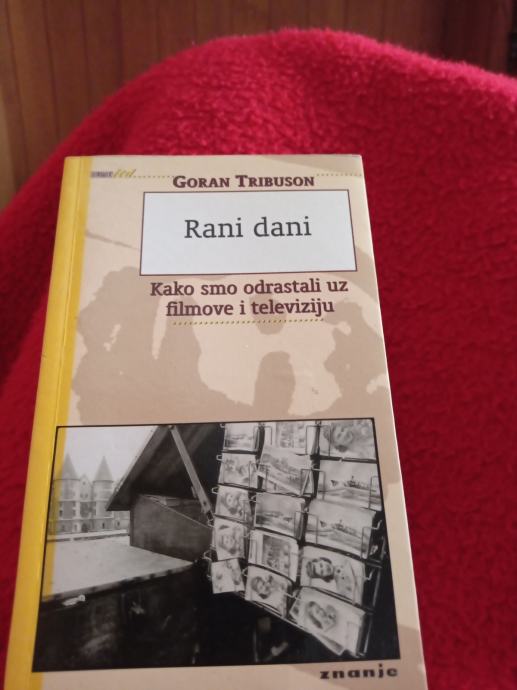 GORAN TRIBUSON
Rani dani
Kako smo odrastali uz
filmove i televiziju
znanje